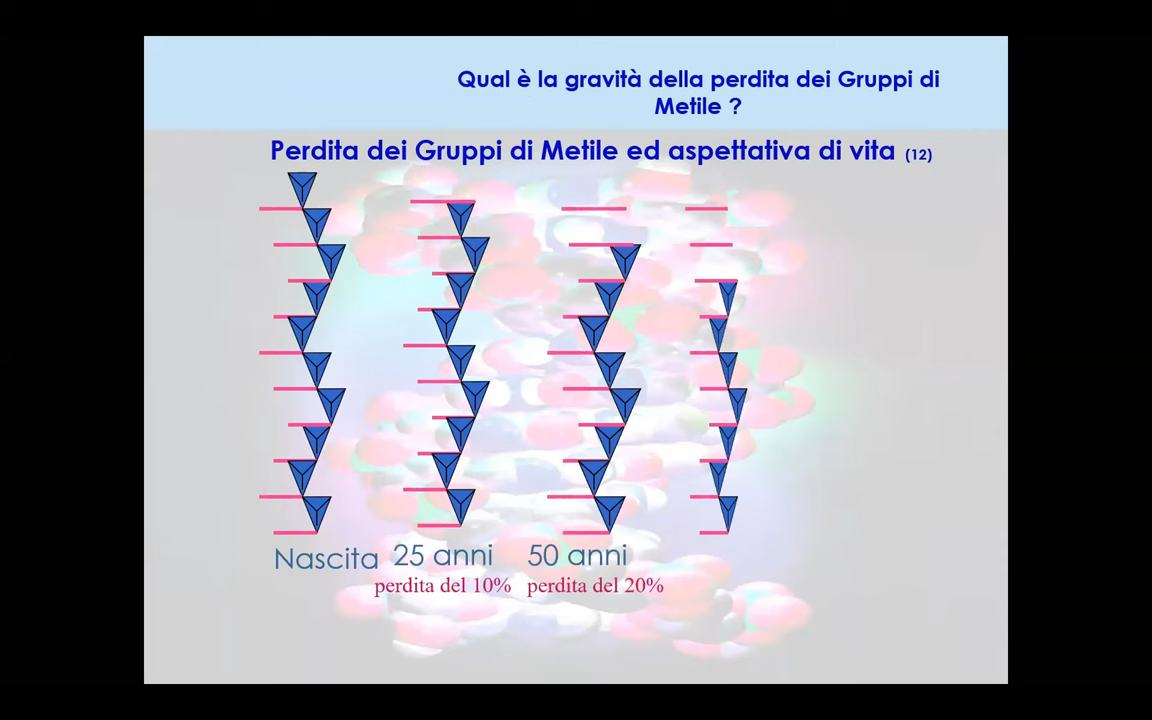 Qual è la gravità della perdita dei Gruppi di
Metile ?
Perdita dei Gruppi di Metile ed aspettativa di vita (12)
Nascita 25 anni 50 anni
perdita del 10% perdita del 20%